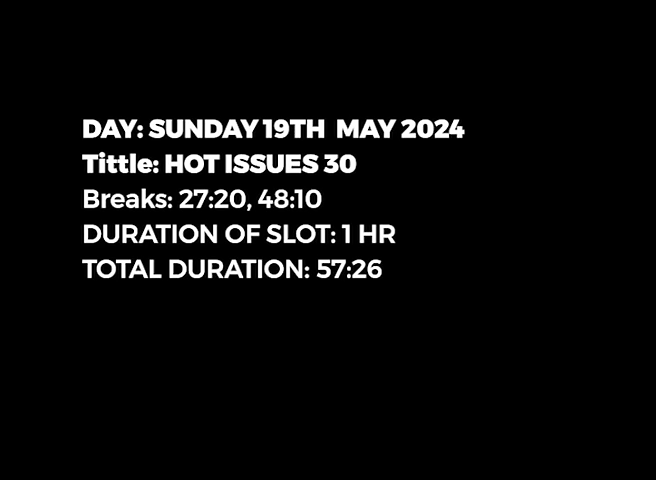 DAY: SUNDAY 19TH  MAY 2024
Tittle: HOT ISSUES 30
Breaks: 27:20, 48:10
DURATION OF SLOT: 1 HR
TOTAL DURATION: 57:26